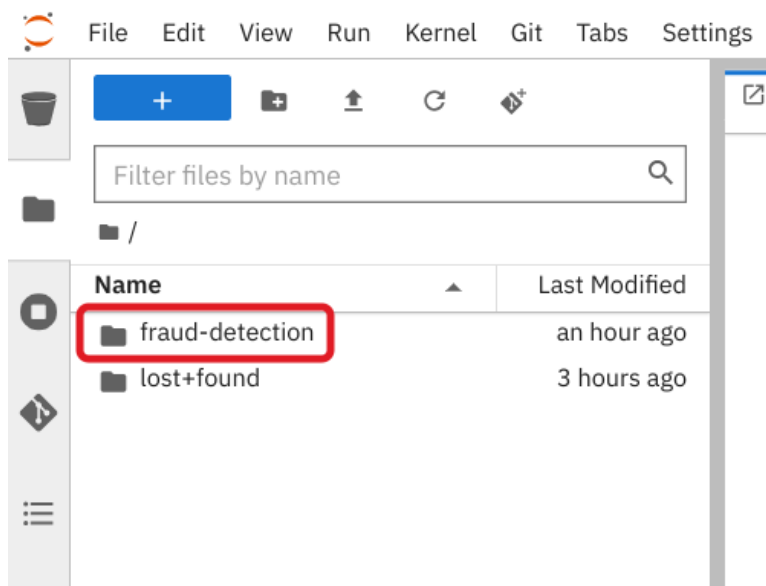 File Edit View Run Kernel Git Tabs Settings
+
Filter files by name
/
Name Last Modified
fraud-detection an hour ago
lost+found 3 hours ago